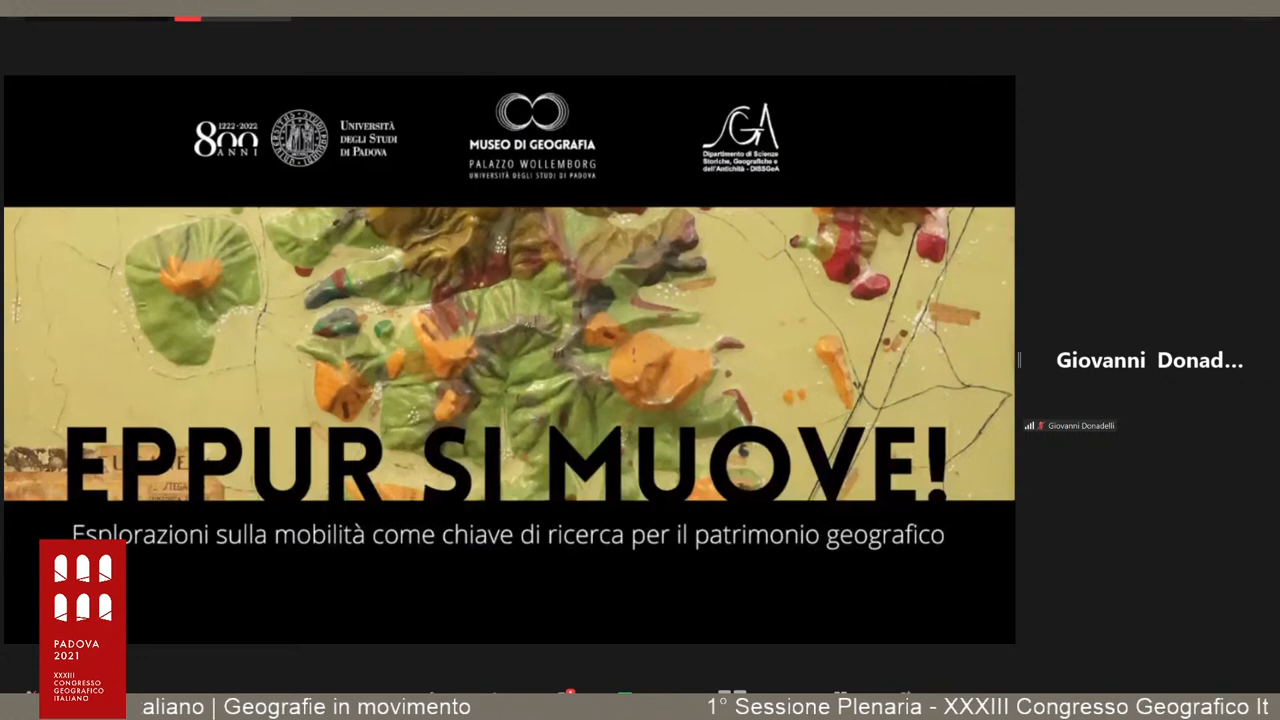 1222-2022
800
ANNI
UNIVERSITÀ
DEGLI STUDI
DI PADOVA
MUSEO DI GEOGRAFIA
PALAZZO WOLLEMBORG
UNIVERSITÀ DEGLI STUDI DI PADOVA
SGA
Dipartimento di Scienze
Storiche, Geografiche e
dell'Antichità - DiSSGeA
EPPUR SI MUOVE!
Esplorazioni sulla mobilità come chiave di ricerca per il patrimonio geografico
Giovanni Donad...
Giovanni Donadelli
PADOVA
2021
XXXIII
CONGRESSO
GEOGRAFICO
ITALIANO
aliano | Geografie in movimento
1° Sessione Plenaria - XXXIII Congresso Geografico It